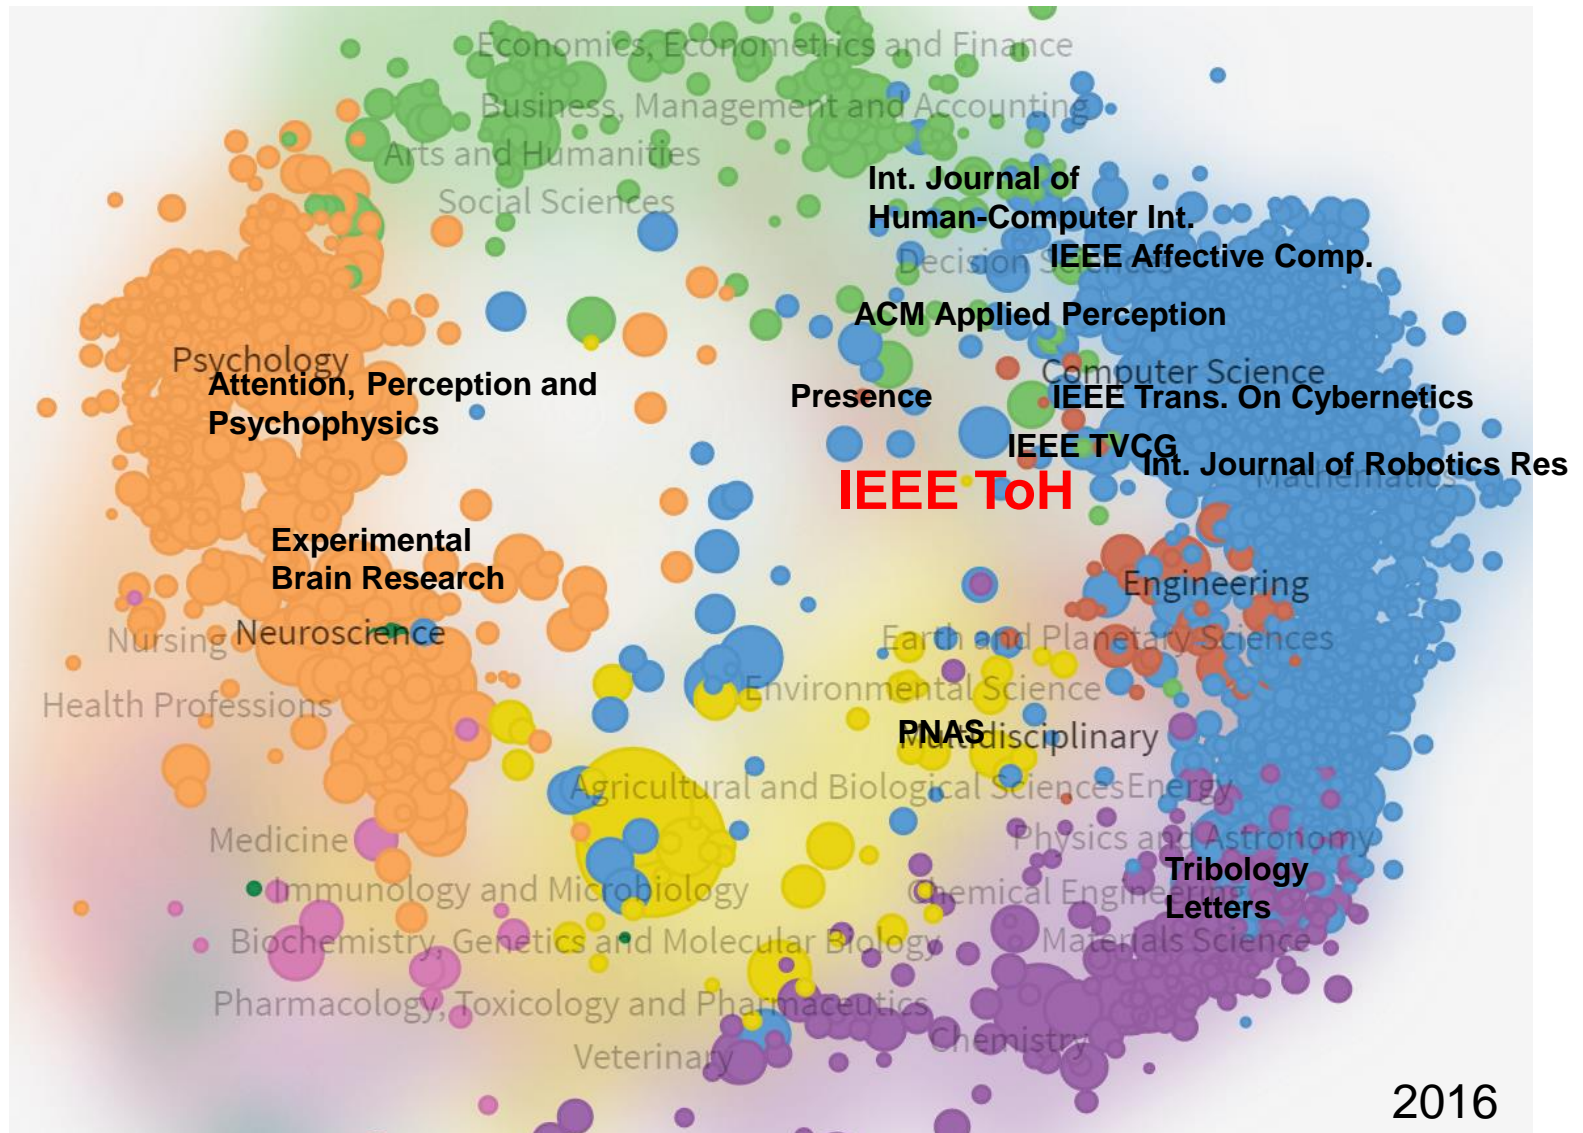 Economics, Econometrics and Finance
Business, Management and Accounting
Arts and Humanities
Social Sciences
Int. Journal of
Human-Computer Int.
Decision Sciences
IEEE Affective Comp.
ACM Applied Perception
Psychology
Computer Science
Attention, Perception and
Psychophysics
Presence
IEEE Trans. On Cybernetics
IEEE TVCG
Int. Journal of Robotics Res
Mathematics
IEEE ToH
Experimental
Brain Research
Engineering
Nursing
Neuroscience
Earth and Planetary Sciences
Health Professions
Environmental Science
PNAS
Multidisciplinary
Agricultural and Biological Sciences
Energy
Medicine
Physics and Astronomy
Tribology
Letters
Immunology and Microbiology
Chemical Engineering
Biochemistry, Genetics and Molecular Biology
Materials Science
Pharmacology, Toxicology and Pharmaceutics
Chemistry
Veterinary
2016